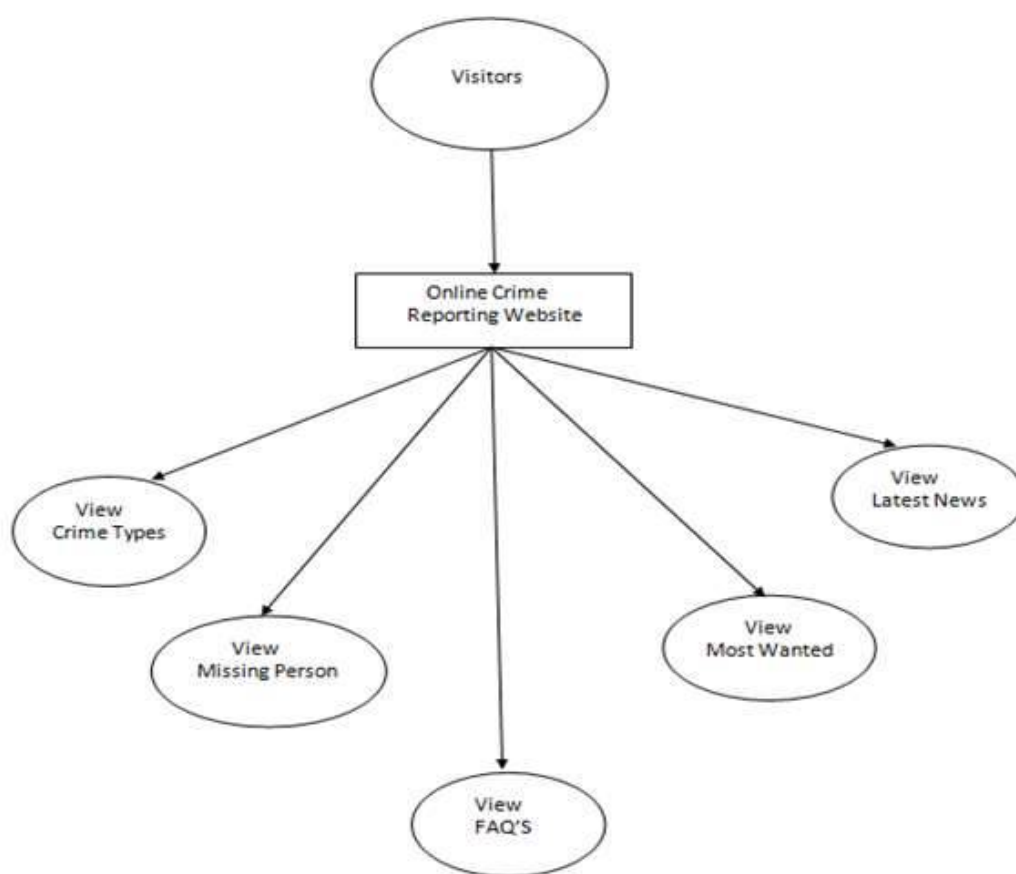 Visitors
Online Crime
Reporting Website
View
Crime Types
View
Missing Person
View
FAQ'S
View
Most Wanted
View
Latest News